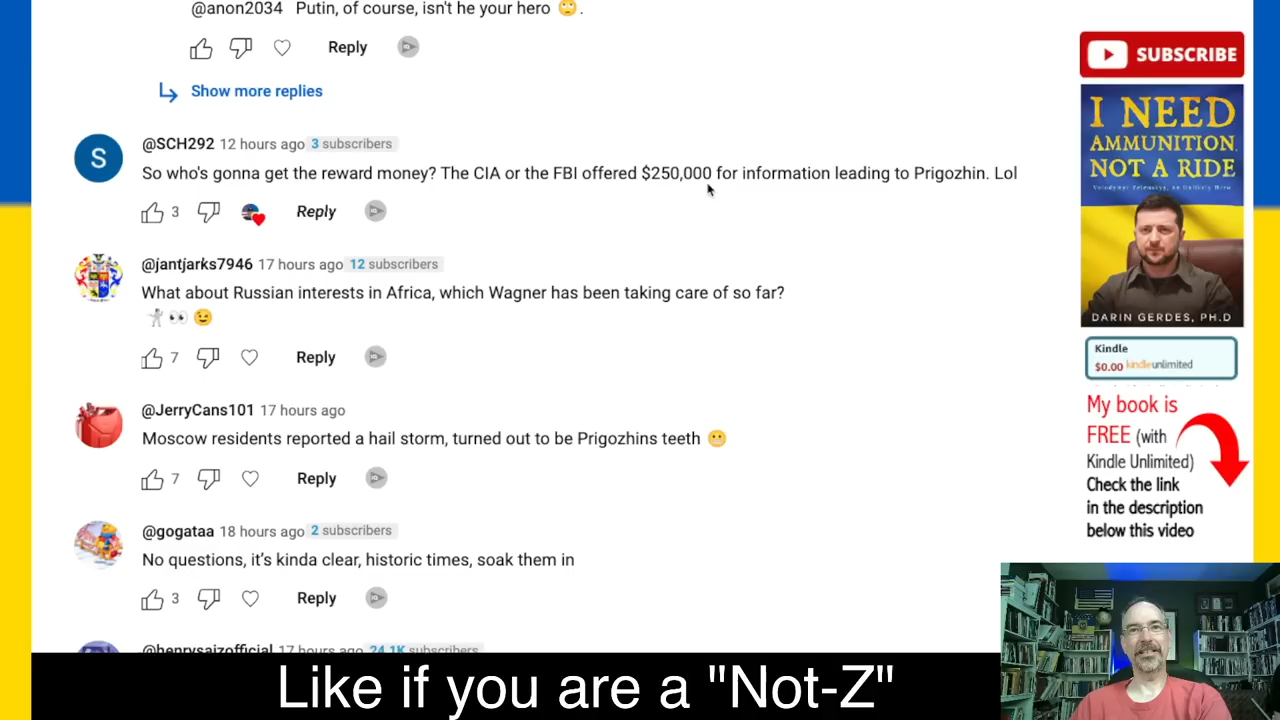 @anon2034 Putin, of course, isn't he your hero 🙄.
Reply
Show more replies
S
@SCH292 12 hours ago 3 subscribers
So who's gonna get the reward money? The CIA or the FBI offered $250,000 for information leading to Prigozhin. Lol
3 Reply
@jantjarks7946 17 hours ago 12 subscribers
What about Russian interests in Africa, which Wagner has been taking care of so far?
7 Reply
@JerryCans101 17 hours ago
Moscow residents reported a hail storm, turned out to be Prigozhins teeth 😬
7 Reply
@gogataa 18 hours ago 2 subscribers
No questions, it’s kinda clear, historic times, soak them in
3 Reply
@henrysaizofficial 17 hours ago 24.1K subscribers
SUBSCRIBE
I NEED
AMMUNITION,
NOT A RIDE
Volodymyr Zelenskyy, an Unlikely Hero
DARIN GERDES, PH.D
Kindle
$0.00 kindleunlimited
My book is
FREE (with
Kindle Unlimited)
Check the link
in the description
below this video
Like if you are a "Not-Z"